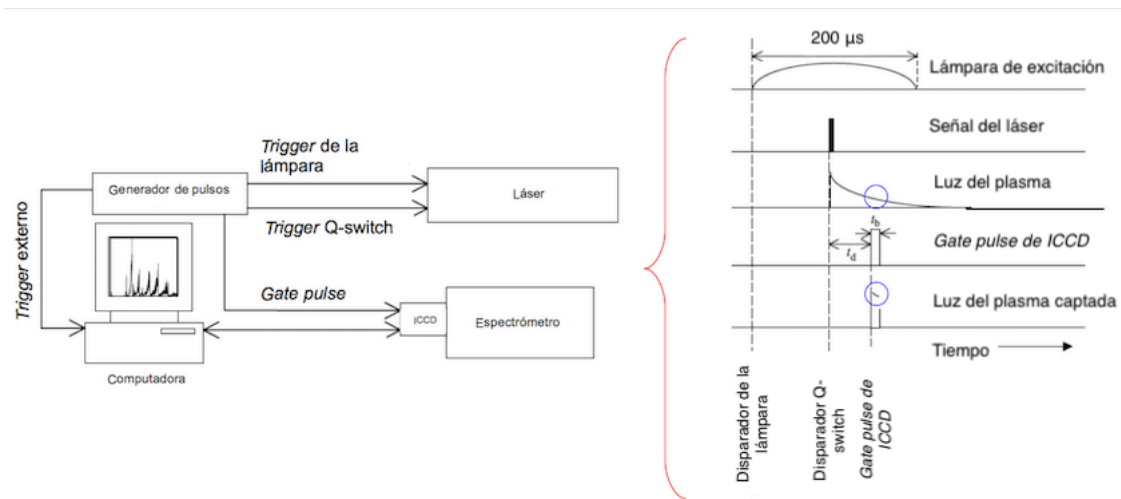 Trigger de la
lámpara
Generador de pulsos
Láser
Trigger Q-switch
Trigger externo
Gate pulse
ICCD
Espectrómetro
Computadora
200 µs
Lámpara de excitación
Señal del láser
Luz del plasma
t_b
Gate pulse de ICCD
t_d
Luz del plasma captada
Tiempo
Disparador de la
lámpara
Disparador Q-
switch
Gate pulse de
ICCD